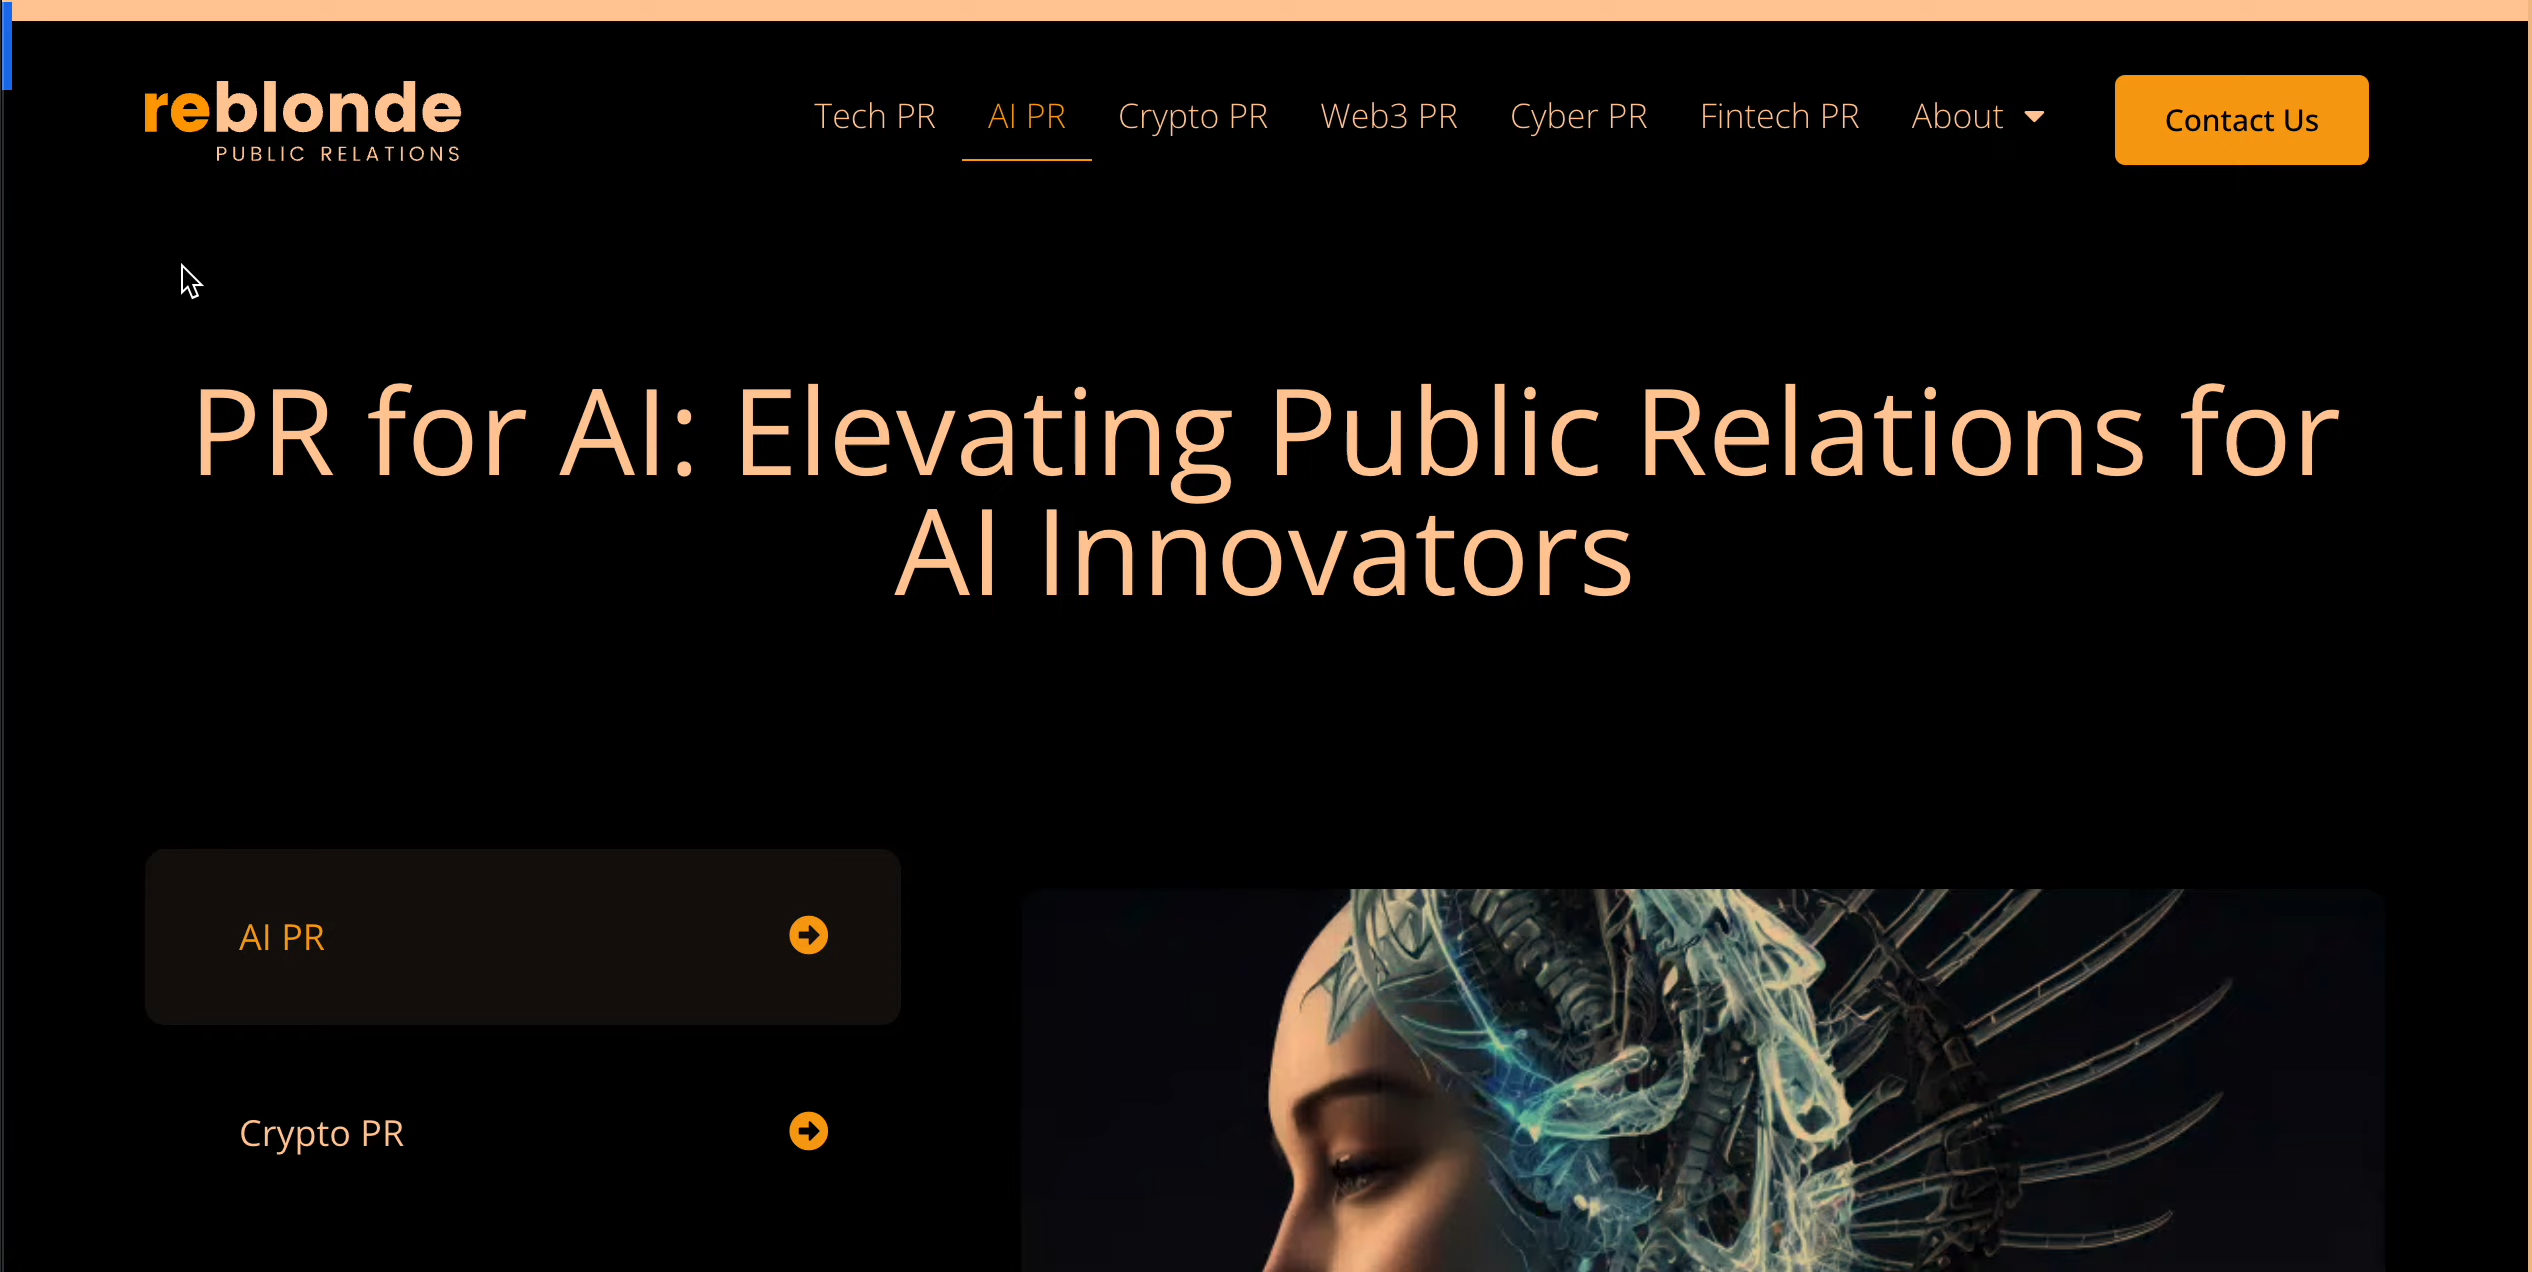 reblonde
PUBLIC RELATIONS
Tech PR
AI PR
Crypto PR
Web3 PR
Cyber PR
Fintech PR
About
Contact Us
PR for AI: Elevating Public Relations for
AI Innovators
AI PR
Crypto PR